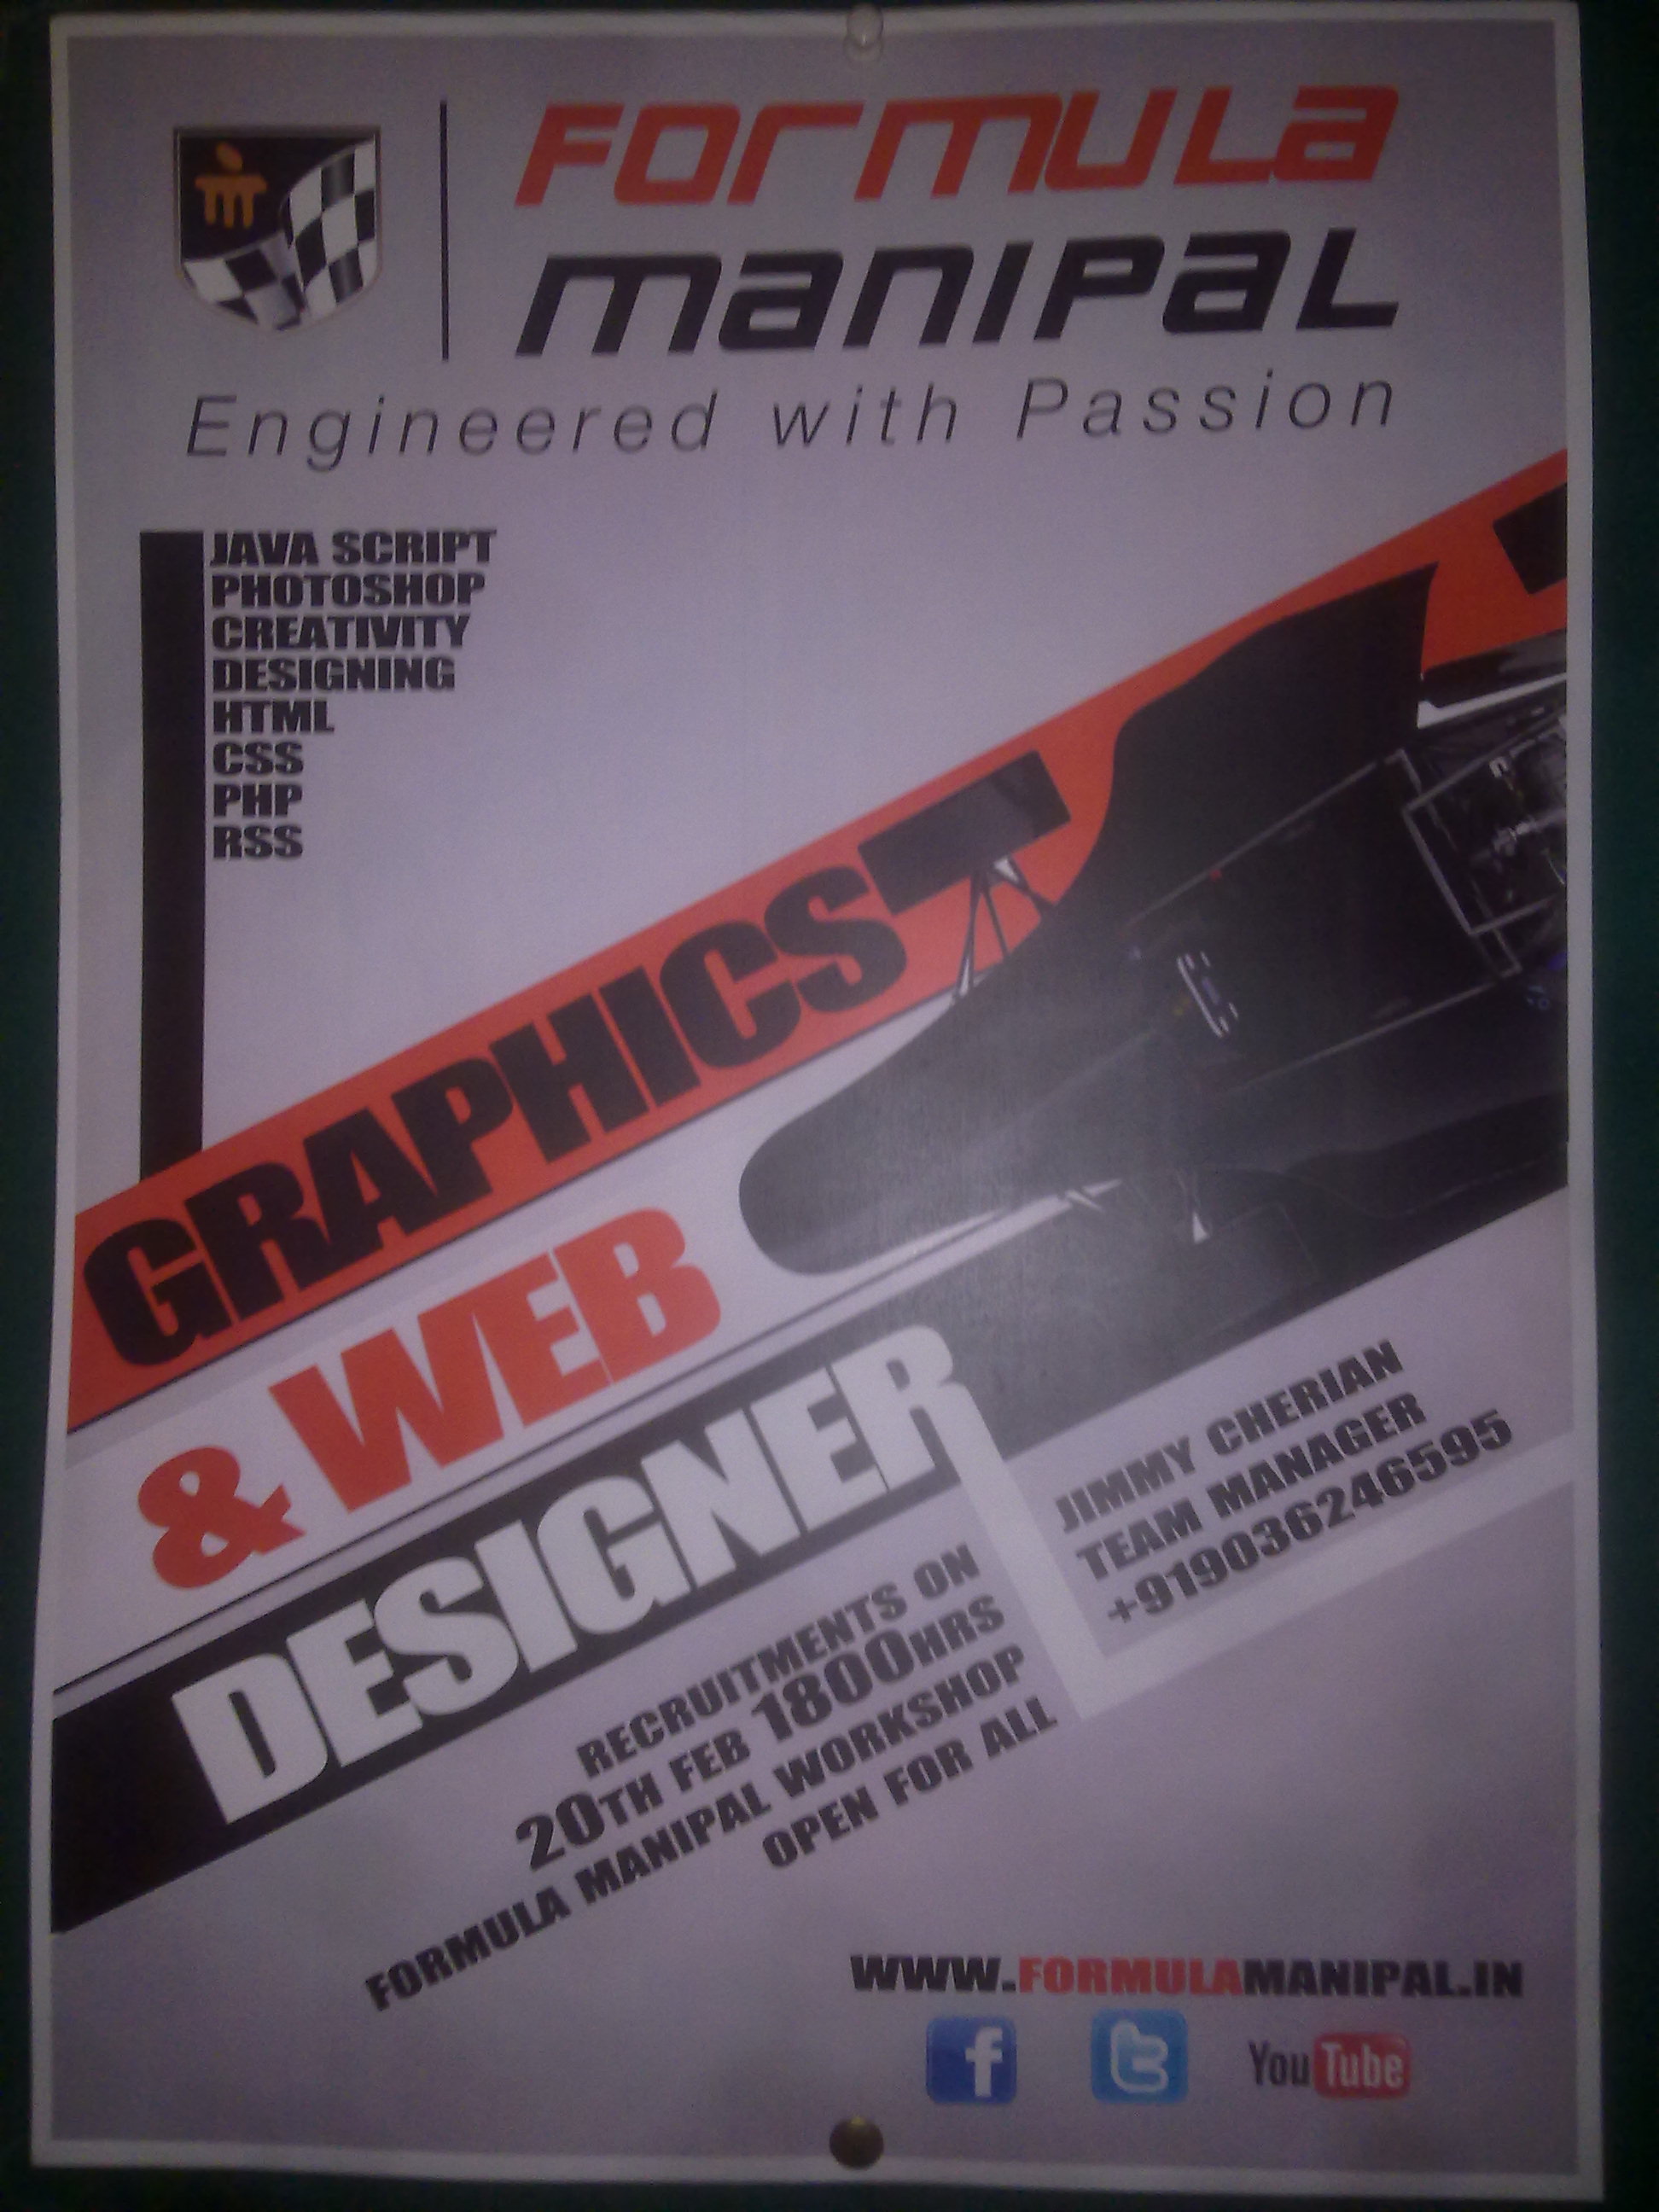 FORMULA
MANIPAL
Engineered with Passion
JAVA SCRIPT
PHOTOSHOP
CREATIVITY
DESIGNING
HTML
CSS
PHP
RSS
GRAPHICS
& WEB
DESIGNER
RECRUITMENTS ON
20TH FEB 1800HRS
FORMULA MANIPAL WORKSHOP
OPEN FOR ALL
JIMMY CHERIAN
TEAM MANAGER
+919036246595
WWW.FORMULAMANIPAL.IN
f t YouTube